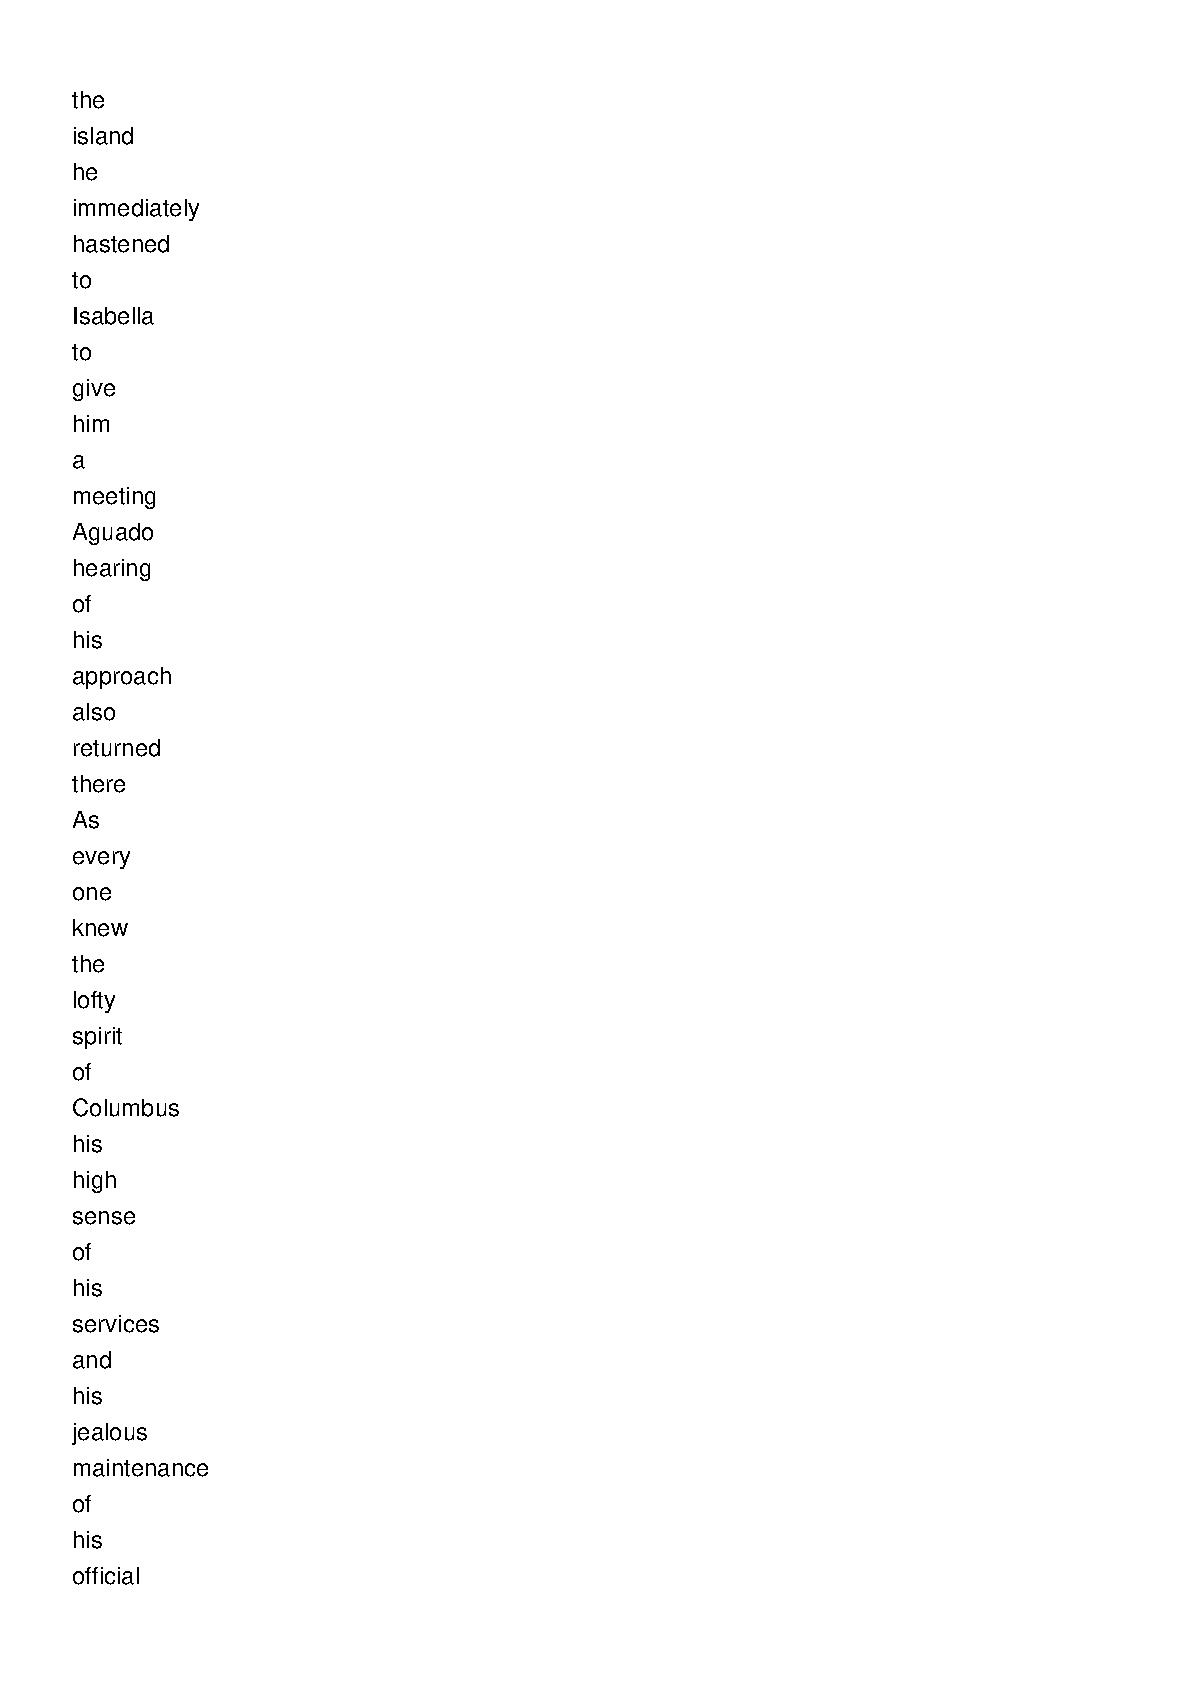 the
island
he
immediately
hastened
to
Isabella
to
give
him
a
meeting
Aguado
hearing
of
his
approach
also
returned
there
As
every
one
knew
the
lofty
spirit
of
Columbus
his
high
sense
of
his
services
and
his
jealous
maintenance
of
his
official